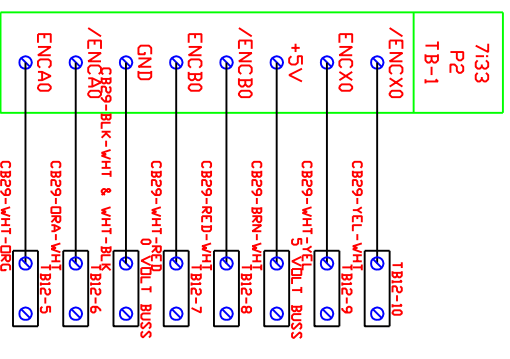 7i33
P2
TB-1
/ENCX0
ENCX0
+5V
/ENCB0
ENCB0
GND
/ENCA0
ENCA0
CB29-YEL-WHT
CB29-WHT-YEL
CB29-BRN-WHT
CB29-RED-WHT
CB29-WHT-RED
CB29-BLK-WHT & WHT-BLK
CB29-ORA-WHT
CB29-WHT-ORG
TB12-10
TB12-9
5 VOLT BUSS
TB12-8
TB12-7
0 VOLT BUSS
TB12-6
TB12-5